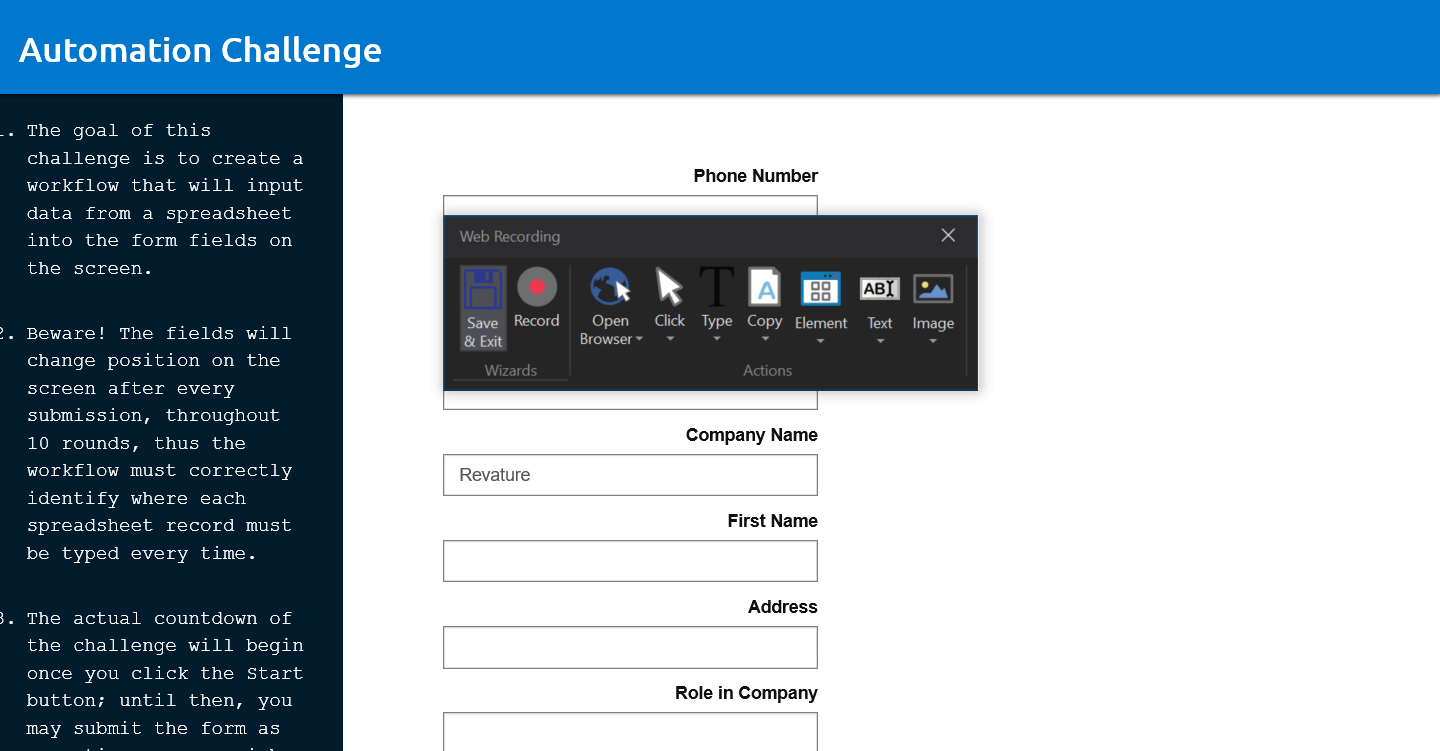 Automation Challenge
1. The goal of this
challenge is to create a
workflow that will input
data from a spreadsheet
into the form fields on
the screen.
2. Beware! The fields will
change position on the
screen after every
submission, throughout
10 rounds, thus the
workflow must correctly
identify where each
spreadsheet record must
be typed every time.
3. The actual countdown of
the challenge will begin
once you click the Start
button; until then, you
may submit the form as
Phone Number
Web Recording
Save & Exit
Record
Open Browser
Click
Type
Copy
Element
Text
Image
Wizards
Actions
Company Name
Revature
First Name
Address
Role in Company